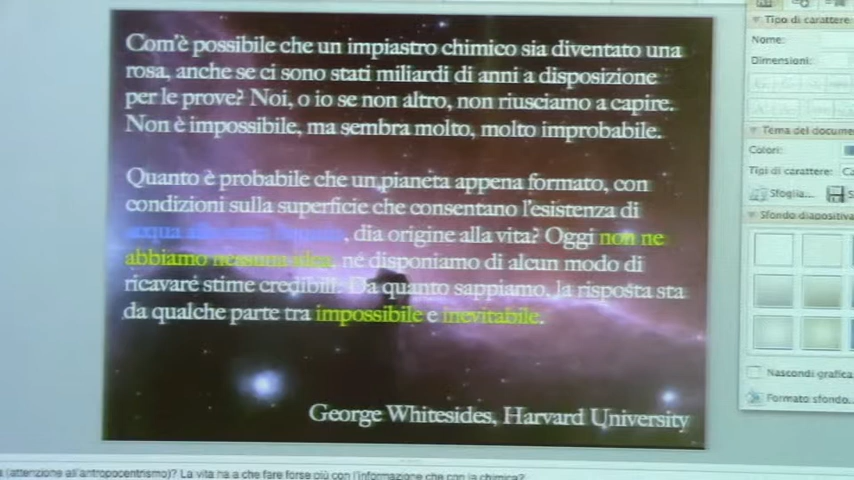 Com'è possibile che un impiastro chimico sia diventato una
rosa, anche se ci sono stati miliardi di anni a disposizione
per le prove? Noi, o io se non altro, non riusciamo a capire.
Non è impossibile, ma sembra molto, molto improbabile.
Quanto è probabile che un pianeta appena formato, con
condizioni sulla superficie che consentano l'esistenza di
acqua , dia origine alla vita? Oggi non ne
abbiamo nessuna idea, né disponiamo di alcun modo di
ricavare stime credibili. Da quanto sappiamo, la risposta sta
da qualche parte tra impossibile e inevitabile.
George Whitesides, Harvard University
Tipo di carattere
Nome:
Dimensioni:
Tema del docume
Colori:
Tipi di carattere: Ca
Sfoglia... S
Sfondo diapositiva
Nascondi grafica
Formato sfondo...
(attenzione all'antropocentrismo)? La vita ha a che fare forse più con l'informazione che con la chimica?